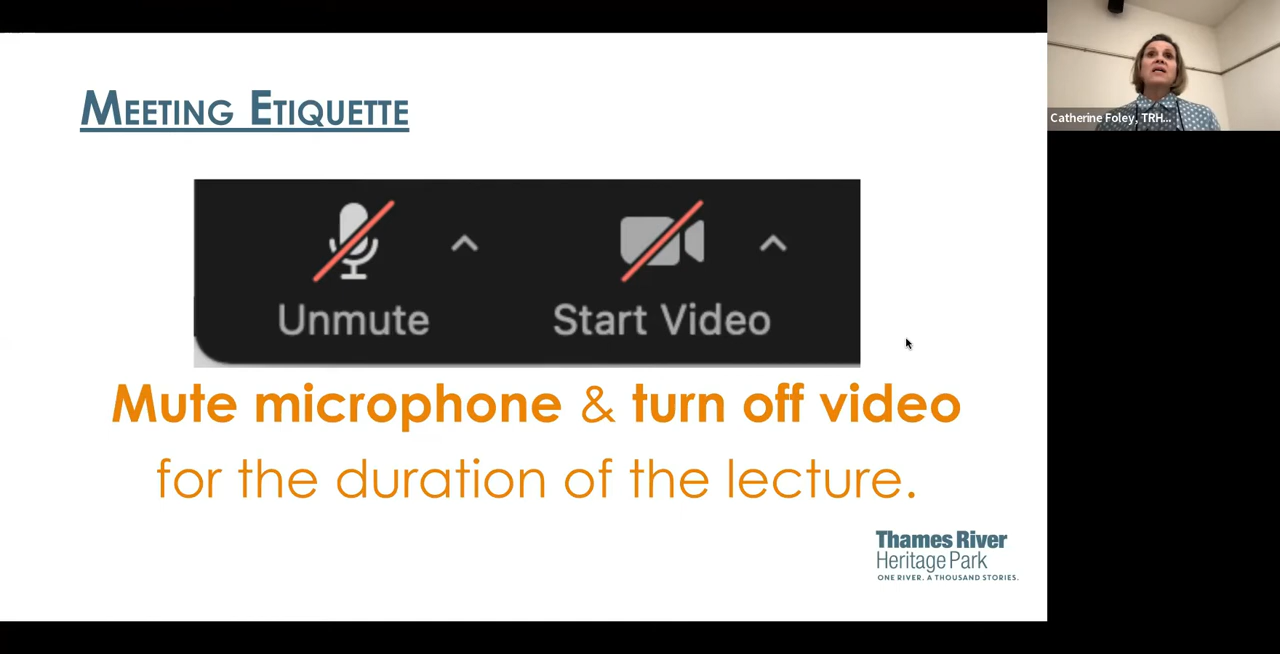 MEETING ETIQUETTE
Catherine Foley, TRH...
Unmute
Start Video
Mute microphone & turn off video
for the duration of the lecture.
Thames River
Heritage Park
ONE RIVER. A THOUSAND STORIES.